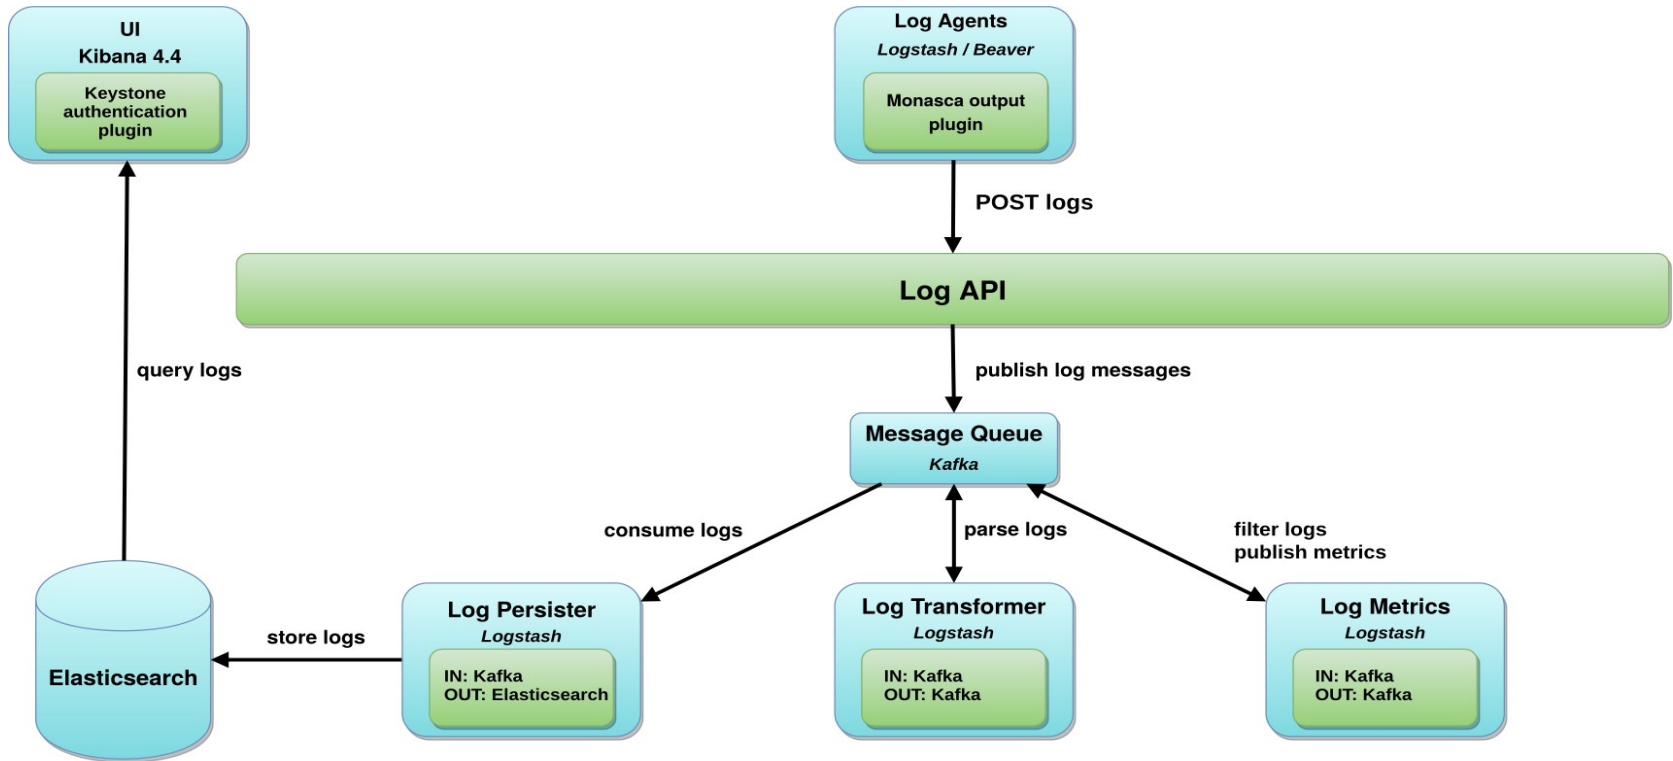 UI
Kibana 4.4
Keystone
authentication
plugin
Log Agents
Logstash / Beaver
Monasca output
plugin
POST logs
Log API
query logs
publish log messages
Message Queue
Kafka
consume logs
parse logs
filter logs
publish metrics
Elasticsearch
store logs
Log Persister
Logstash
IN: Kafka
OUT: Elasticsearch
Log Transformer
Logstash
IN: Kafka
OUT: Kafka
Log Metrics
Logstash
IN: Kafka
OUT: Kafka